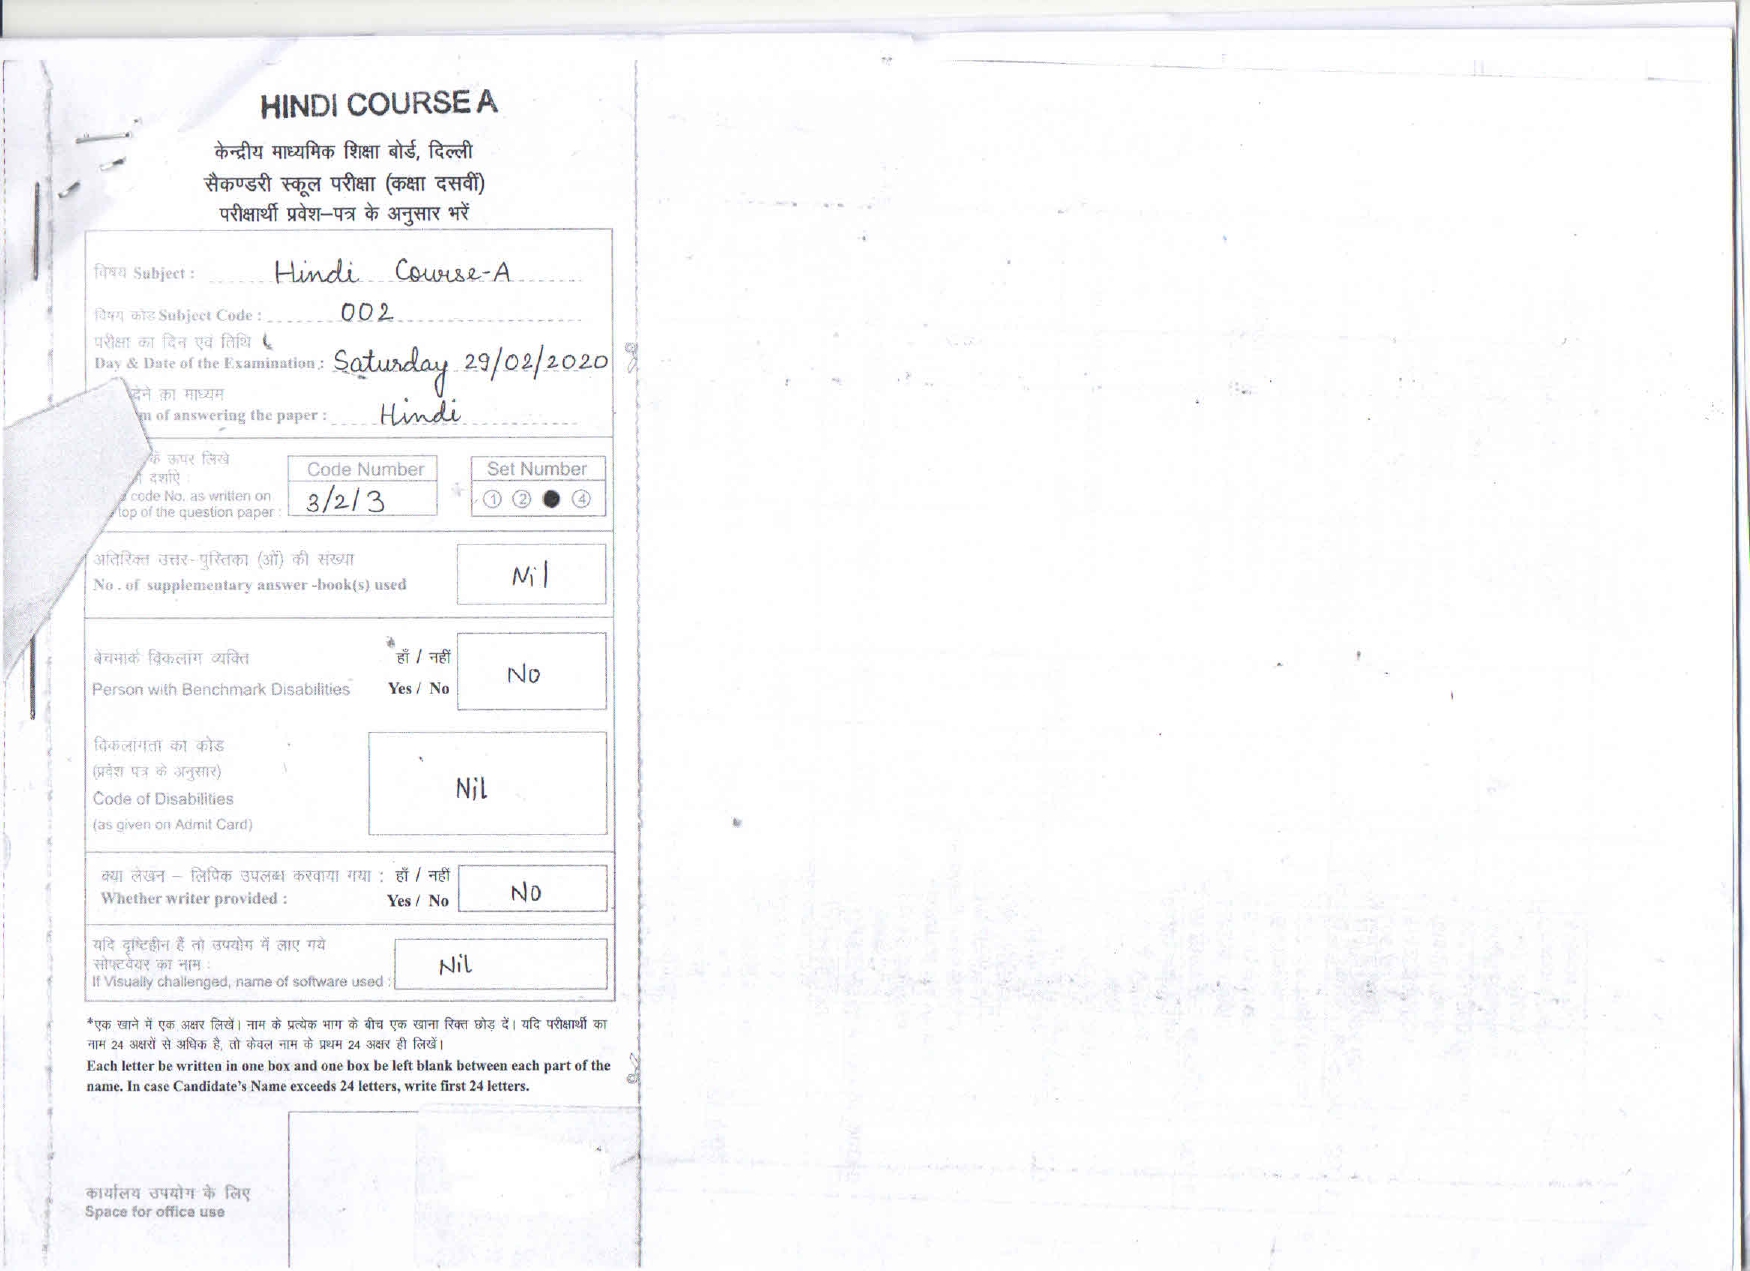 HINDI COURSE A
केन्द्रीय माध्यमिक शिक्षा बोर्ड, दिल्ली
सैकण्डरी स्कूल परीक्षा (कक्षा दसवीं)
परीक्षार्थी प्रवेश–पत्र के अनुसार भरें
विषय Subject : Hindi Course-A
विषय कोड Subject Code : 002
परीक्षा का दिन एवं तिथि
Day & Date of the Examination : Saturday 29/02/2020
देने का माध्यम
of answering the paper : Hindi
के ऊपर लिखे
दर्शाए
code No. as written on
top of the question paper :
Code Number
3/2/3
Set Number
① ② ● ④
अतिरिक्त उत्तर-पुस्तिका (ओं) की संख्या
No . of supplementary answer -book(s) used
Nil
बेंचमार्क विकलांग व्यक्ति हाँ / नहीं
Person with Benchmark Disabilities Yes / No
No
विकलांगता का कोड
(प्रवेश पत्र के अनुसार)
Code of Disabilities
(as given on Admit Card)
Nil
क्या लेखन – लिपिक उपलब्ध करवाया गया : हाँ / नहीं
Whether writer provided : Yes / No
No
यदि दृष्टिहीन हैं तो उपयोग में लाए गये
सोफ्टवेयर का नाम :
If Visually challenged, name of software used :
Nil
*एक खाने में एक अक्षर लिखें। नाम के प्रत्येक भाग के बीच एक खाना रिक्त छोड़ दें। यदि परीक्षार्थी का
नाम 24 अक्षरों से अधिक है, तो केवल नाम के प्रथम 24 अक्षर ही लिखें।
Each letter be written in one box and one box be left blank between each part of the
name. In case Candidate's Name exceeds 24 letters, write first 24 letters.
कार्यालय उपयोग के लिए
Space for office use